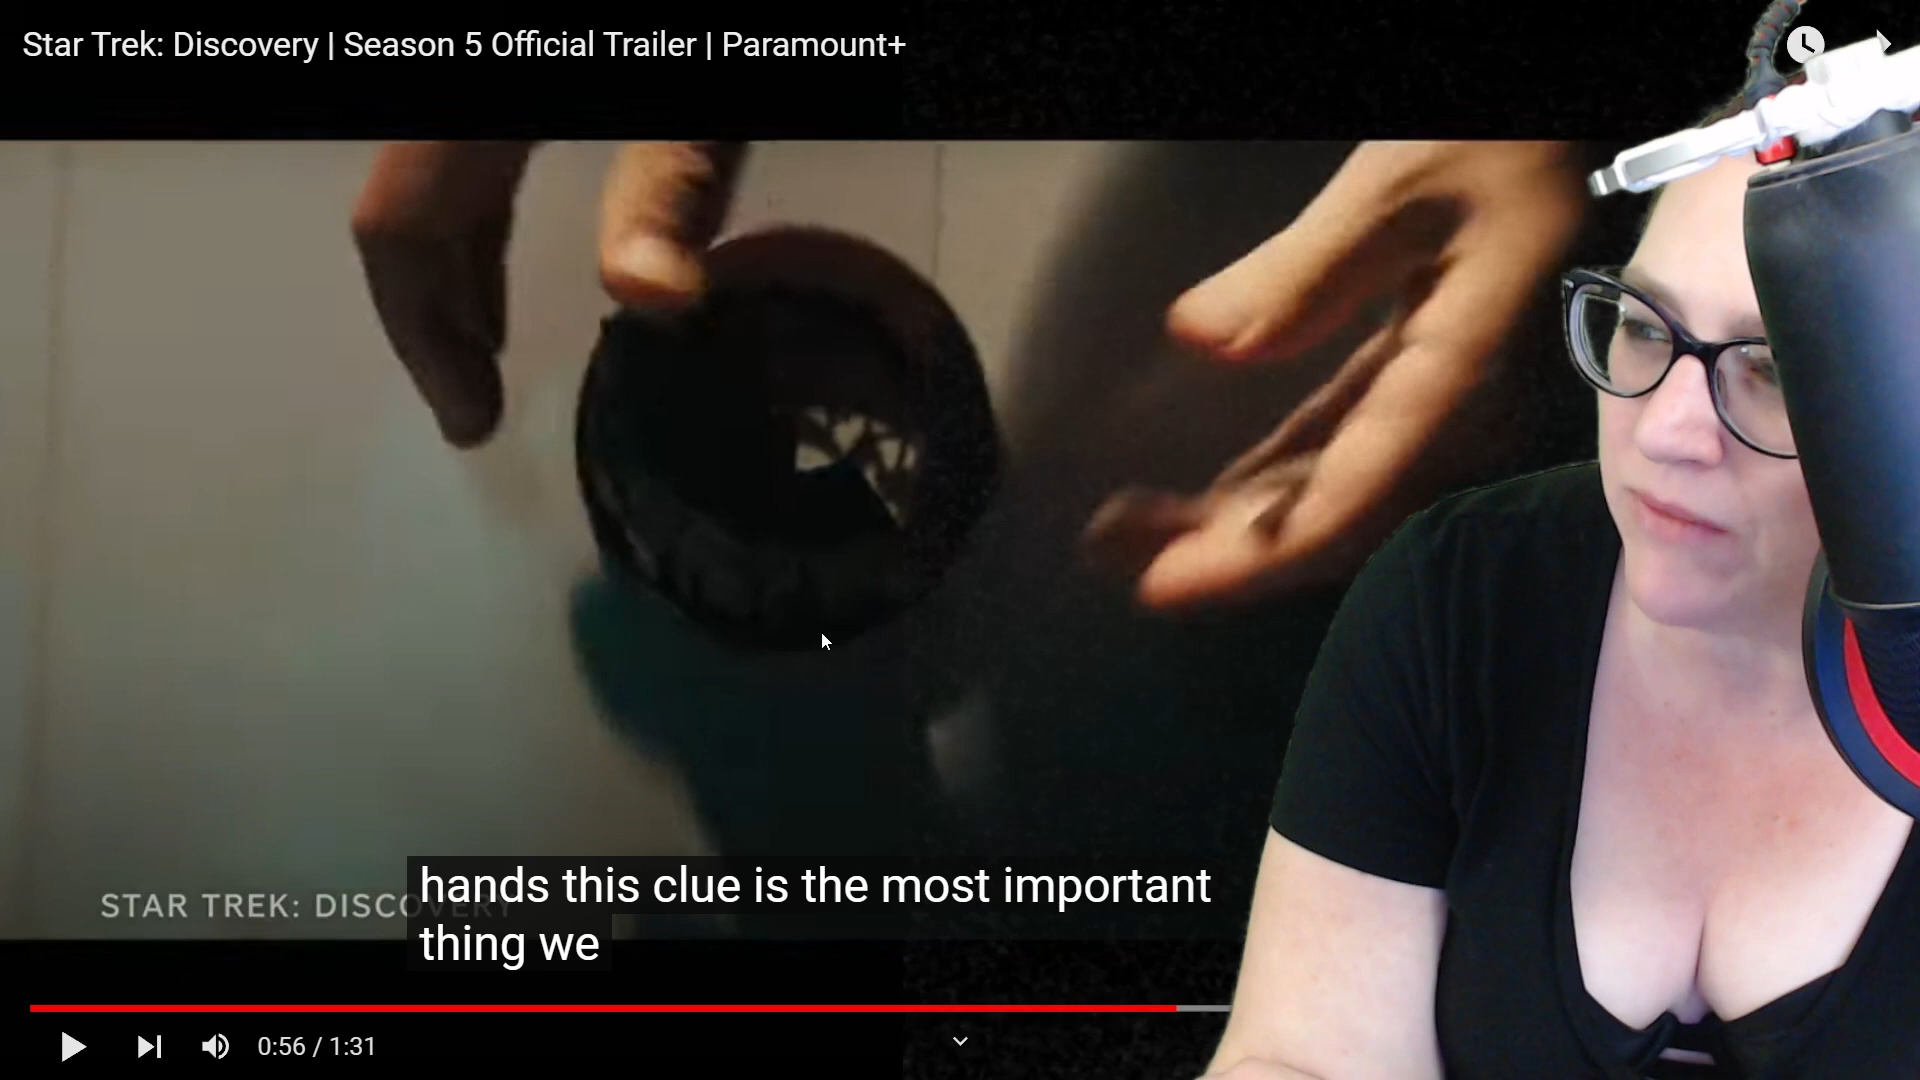 Star Trek: Discovery | Season 5 Official Trailer | Paramount+
hands this clue is the most important
thing we
STAR TREK: DISCOVERY
0:56 / 1:31